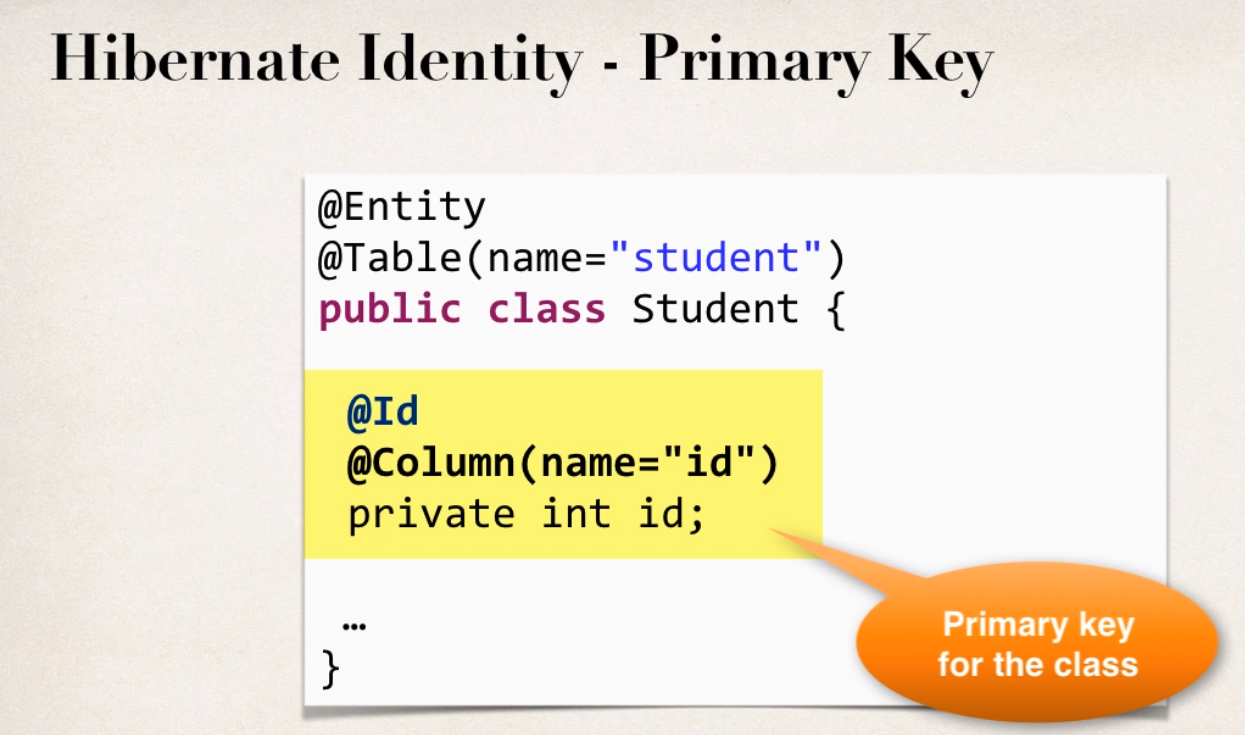 Hibernate Identity - Primary Key
@Entity
@Table(name="student")
public class Student {
@Id
@Column(name="id")
private int id;
…
}
Primary key
for the class